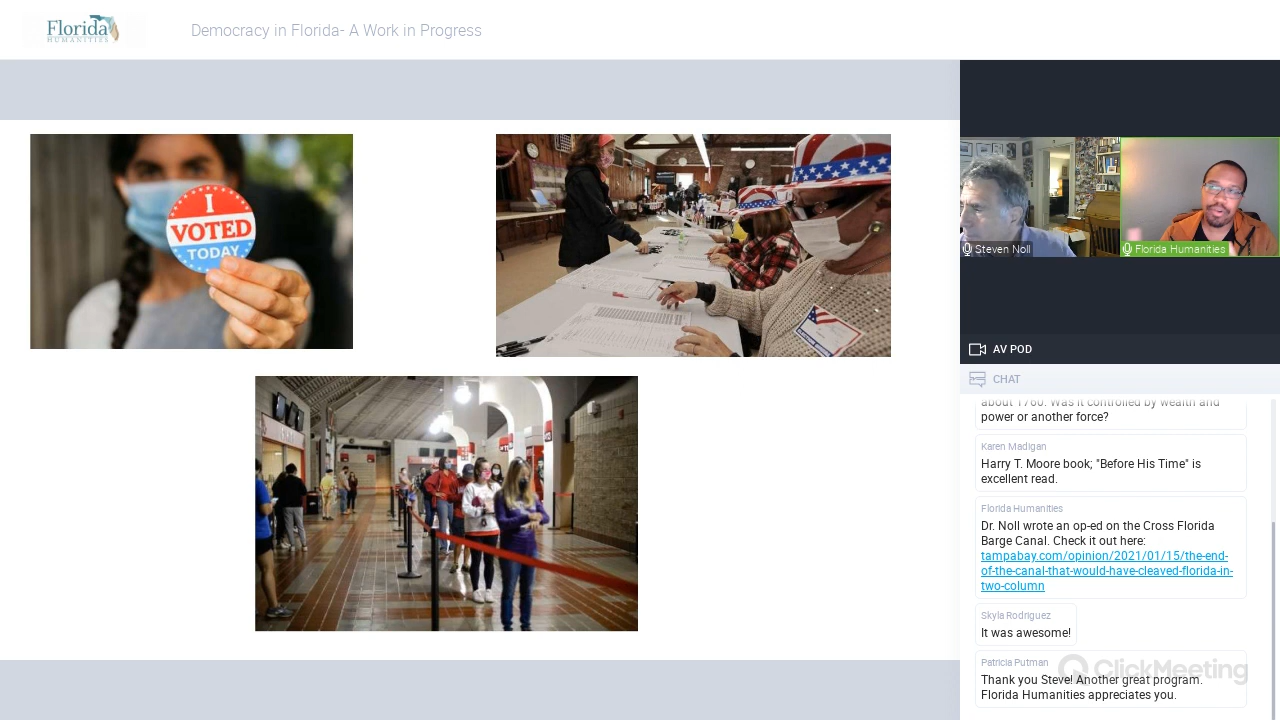 Florida
HUMANITIES
Democracy in Florida- A Work in Progress
I
VOTED
TODAY
Steven Noll
Florida Humanities
AV POD
CHAT
about 1760. Was it controlled by wealth and
power or another force?
Karen Madigan
Harry T. Moore book; "Before His Time" is
excellent read.
Florida Humanities
Dr. Noll wrote an op-ed on the Cross Florida
Barge Canal. Check it out here:
tampabay.com/opinion/2021/01/15/the-end-
of-the-canal-that-would-have-cleaved-florida-in-
two-column
Skyla Rodriguez
It was awesome!
Patricia Putman
Thank you Steve! Another great program.
Florida Humanities appreciates you.
ClickMeeting